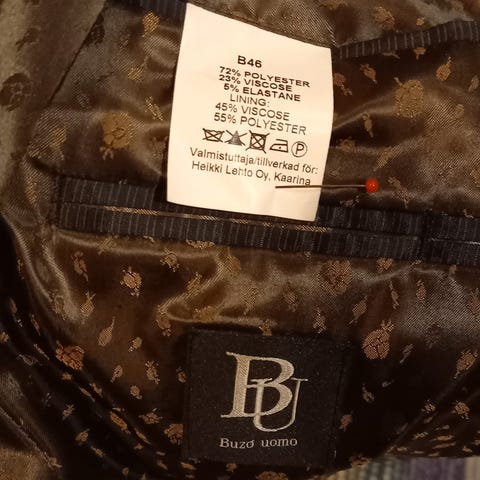 B46
72% POLYESTER
23% VISCOSE
5% ELASTANE
LINING:
45% VISCOSE
55% POLYESTER
P
Valmistuttaja/tillverkad för:
Heikki Lehto Oy, Kaarina
BU
Buzo uomo